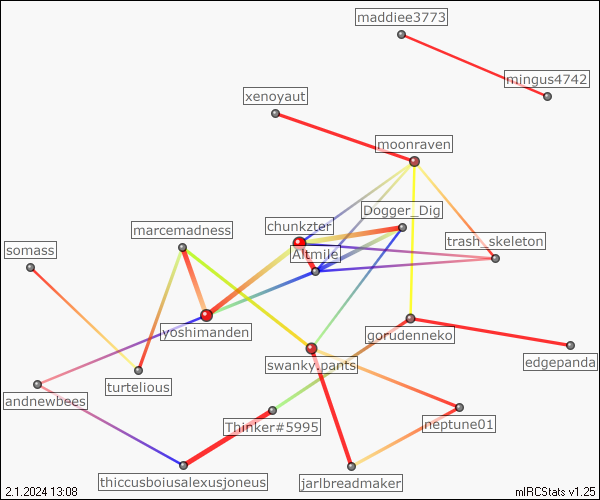 maddiee3773
mingus4742
xenoyaut
moonraven
Dogger_Dig
chunkzter
marcemadness
trash_skeleton
somass
Altmile
yoshimanden
gorudenneko
swanky.pants
edgepanda
turtelious
andnewbees
neptune01
Thinker#5995
thiccusboiusalexusjoneus
jarlbreadmaker
2.1.2024 13:08
mIRCStats v1.25